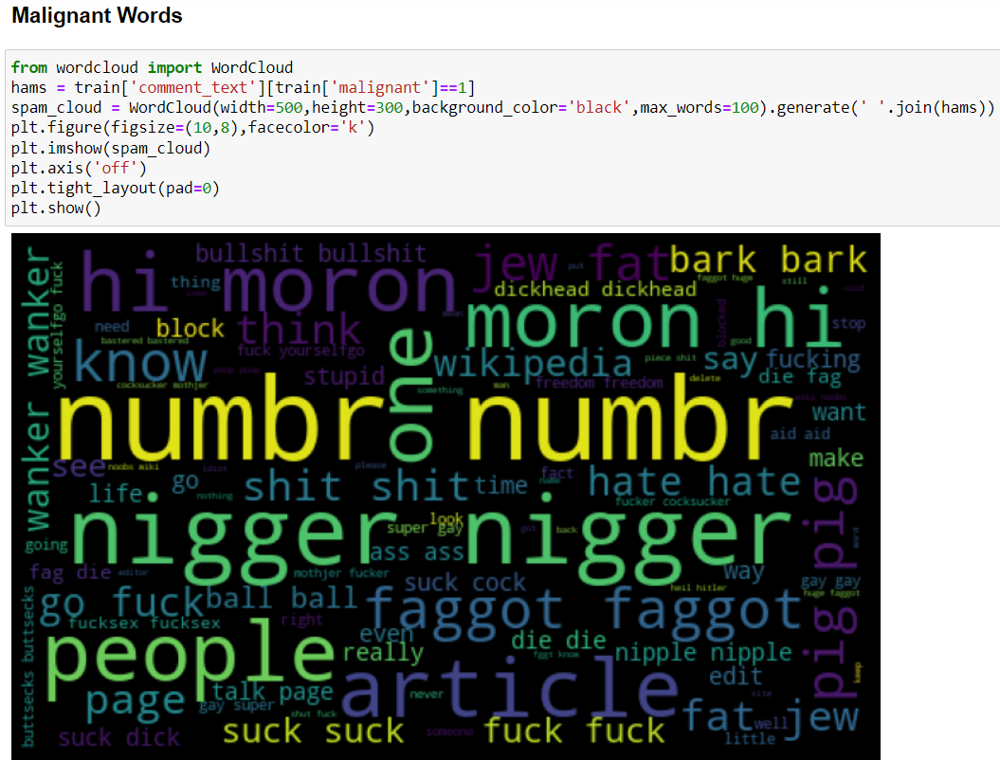 Malignant Words
from wordcloud import WordCloud
hams = train['comment_text'][train['malignant']==1]
spam_cloud = WordCloud(width=500,height=300,background_color='black',max_words=100).generate(' '.join(hams))
plt.figure(figsize=(10,8),facecolor='k')
plt.imshow(spam_cloud)
plt.axis('off')
plt.tight_layout(pad=0)
plt.show()
bullshit bullshit
jew fat
bark bark
hi moron
thing
put
faggot huge
still
dickhead dickhead
said
wanker wanker
yourselfgo fuck
need
block
think
moron hi
mean
blocked
stop
bastered bastered
good
know
fuck yourselfgo
one
wikipedia
piece shit
say
fucking
poop poop
stupid
die fag
cocksucker mothjer
something
man
freedom freedom
delete
numbr numbr
wiki noobs
want
aid aid
see
noobs wiki
idiot
please
fact
make
life
go
nothing
shit shit
time
name
hate hate
pig pig
fucker cocksucker
nigger nigger
super gay
look
got
back
going
ass ass
word
fag die
editor
mothjer fucker
suck cock
way
gay gay
heil hitler
huge faggot
go fuck
ball ball
faggot faggot
fucksex fucksex
right
even
die die
people
really
fggt know
nipple nipple
keep
buttsecks buttsecks
article
edit
page
talk page
never
site
gay super
shut fuck
fat jew
well
suck dick
suck suck
someone
fuck fuck
little